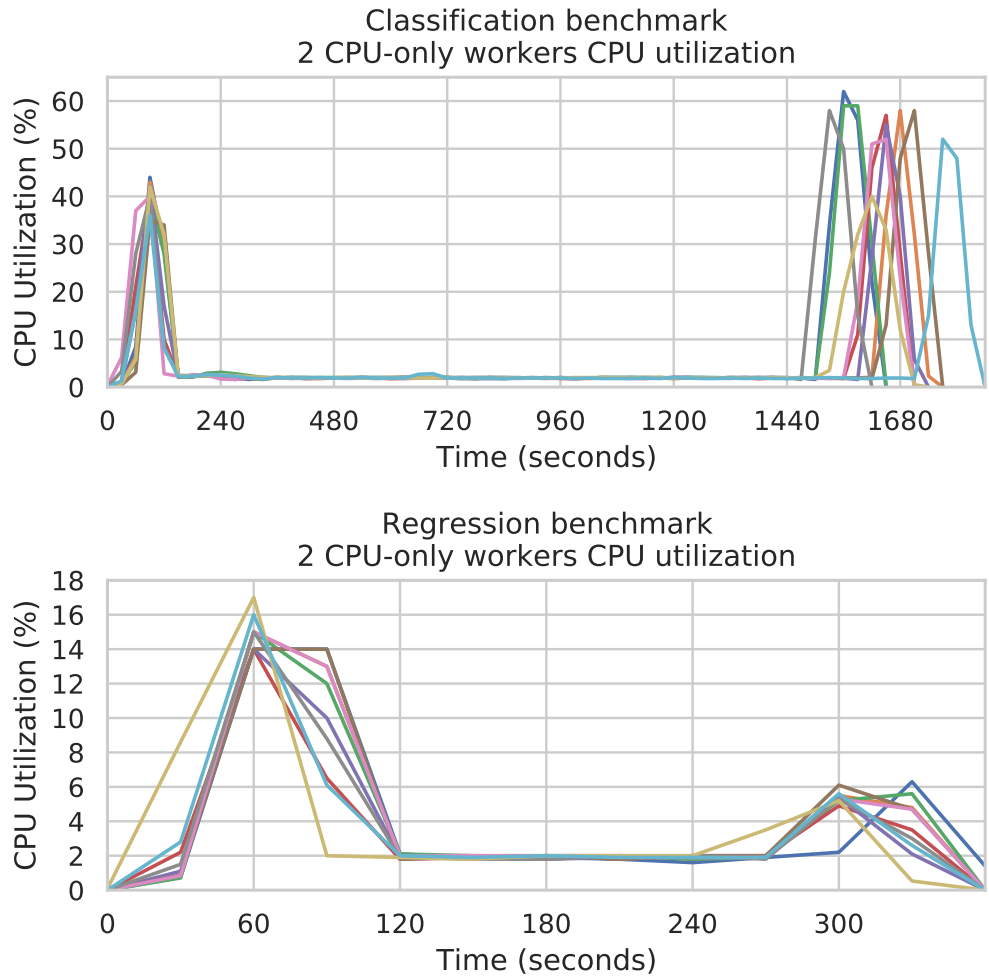 Classification benchmark
2 CPU-only workers CPU utilization
CPU Utilization (%)
60
50
40
30
20
10
0
0 240 480 720 960 1200 1440 1680
Time (seconds)
Regression benchmark
2 CPU-only workers CPU utilization
CPU Utilization (%)
18
16
14
12
10
8
6
4
2
0
0 60 120 180 240 300
Time (seconds)